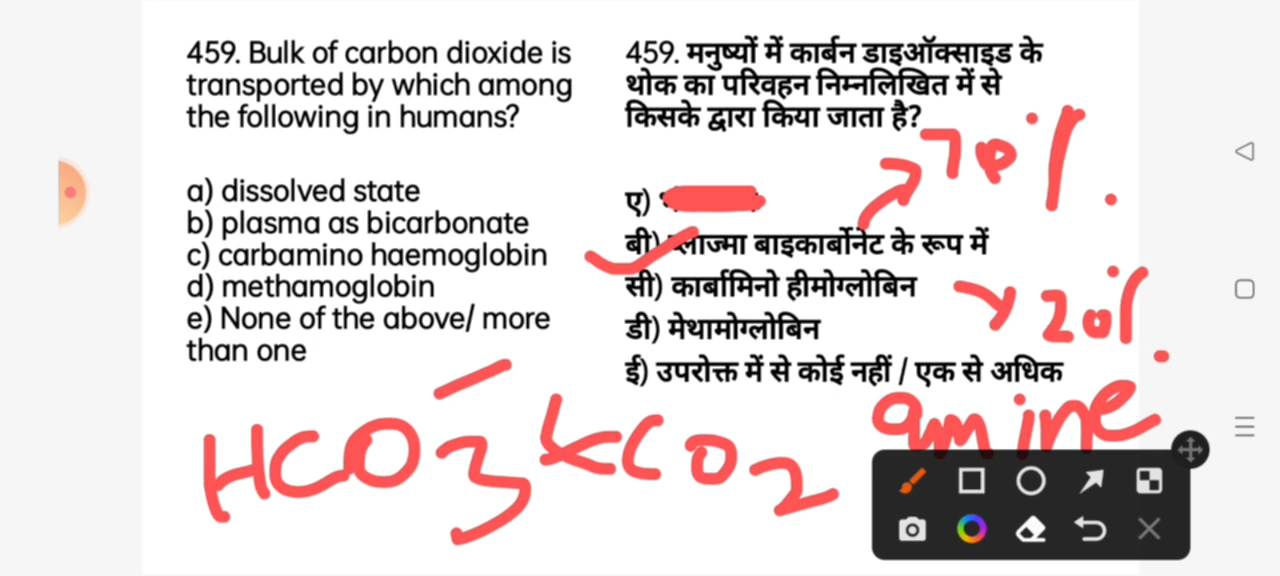 459. Bulk of carbon dioxide is
transported by which among
the following in humans?
a) dissolved state
b) plasma as bicarbonate
c) carbamino haemoglobin
d) methamoglobin
e) None of the above/ more
than one
459. मनुष्यों में कार्बन डाइऑक्साइड के
थोक का परिवहन निम्नलिखित में से
किसके द्वारा किया जाता है?
ए)
बी) प्लाज्मा बाइकार्बोनेट के रूप में
सी) कार्बामिनो हीमोग्लोबिन
डी) मेथामोग्लोबिन
ई) उपरोक्त में से कोई नहीं / एक से अधिक
70%.
20%.
HCO3 CO2
amine